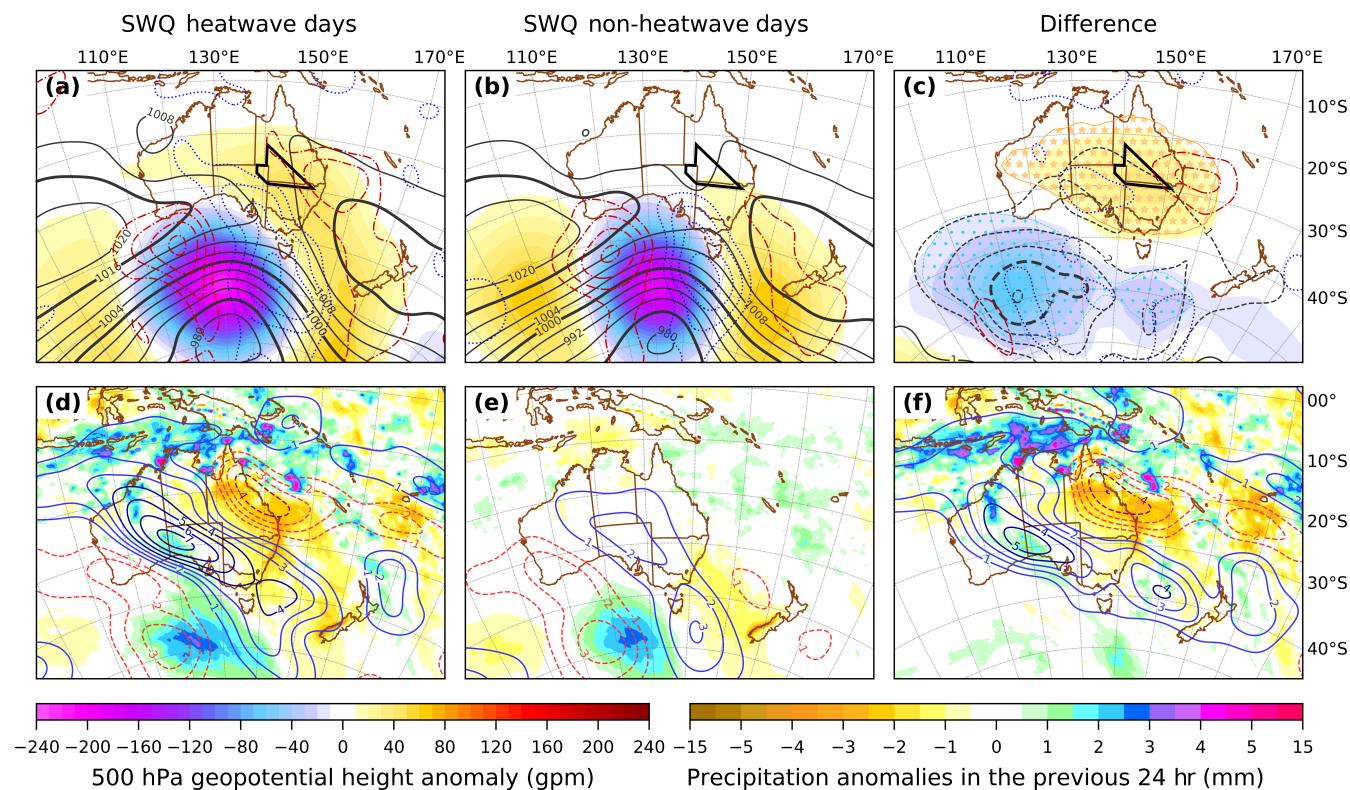 SWQ heatwave days SWQ non-heatwave days Difference
110°E 130°E 150°E 170°E 110°E 130°E 150°E 170°E 110°E 130°E 150°E 170°E
(a) (b) (c)
10°S
20°S
30°S
40°S
1008
1020
1016
1004
1008
1000
1020
1004
1000
992
1008
(d) (e) (f)
00°
10°S
20°S
30°S
40°S
−240 −200 −160 −120 −80 −40 0 40 80 120 160 200 240
−15 −5 −4 −3 −2 −1 0 1 2 3 4 5 15
500 hPa geopotential height anomaly (gpm) Precipitation anomalies in the previous 24 hr (mm)